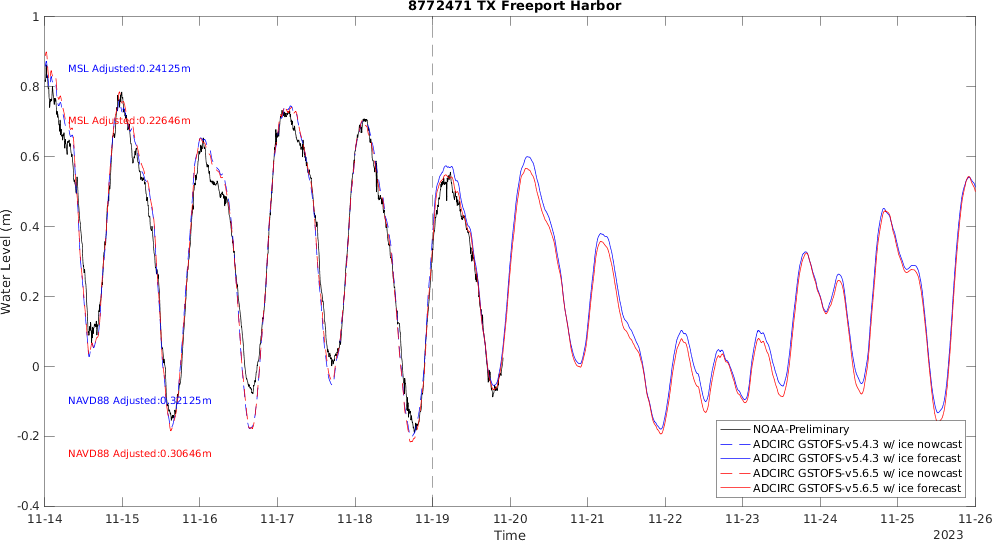 8772471 TX Freeport Harbor
Water Level (m)
1
0.8
0.6
0.4
0.2
0
-0.2
-0.4
MSL Adjusted:0.24125m
MSL Adjusted:0.22646m
NAVD88 Adjusted:0.32125m
NAVD88 Adjusted:0.30646m
NOAA-Preliminary
ADCIRC GSTOFS-v5.4.3 w/ ice nowcast
ADCIRC GSTOFS-v5.4.3 w/ ice forecast
ADCIRC GSTOFS-v5.6.5 w/ ice nowcast
ADCIRC GSTOFS-v5.6.5 w/ ice forecast
11-14 11-15 11-16 11-17 11-18 11-19 11-20 11-21 11-22 11-23 11-24 11-25 11-26
Time
2023